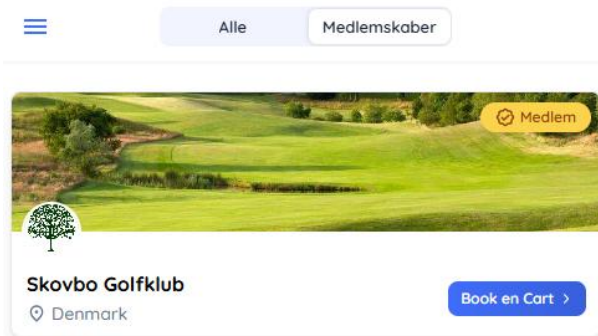 Alle
Medlemskaber
Medlem
Skovbo Golfklub
Denmark
Book en Cart >